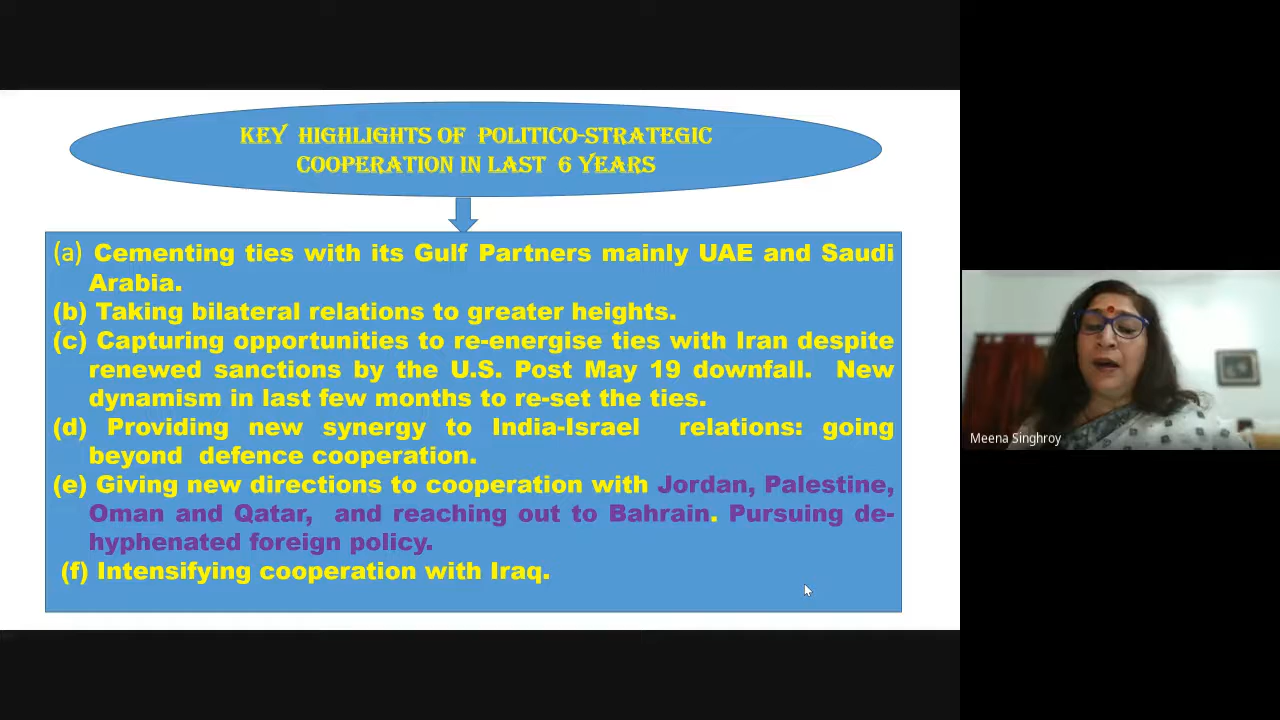 KEY HIGHLIGHTS OF POLITICO-STRATEGIC
COOPERATION IN LAST 6 YEARS
(a) Cementing ties with its Gulf Partners mainly UAE and Saudi
Arabia.
(b) Taking bilateral relations to greater heights.
(c) Capturing opportunities to re-energise ties with Iran despite
renewed sanctions by the U.S. Post May 19 downfall. New
dynamism in last few months to re-set the ties.
(d) Providing new synergy to India-Israel relations: going
beyond defence cooperation.
(e) Giving new directions to cooperation with Jordan, Palestine,
Oman and Qatar, and reaching out to Bahrain. Pursuing de-
hyphenated foreign policy.
(f) Intensifying cooperation with Iraq.
Meena Singhroy